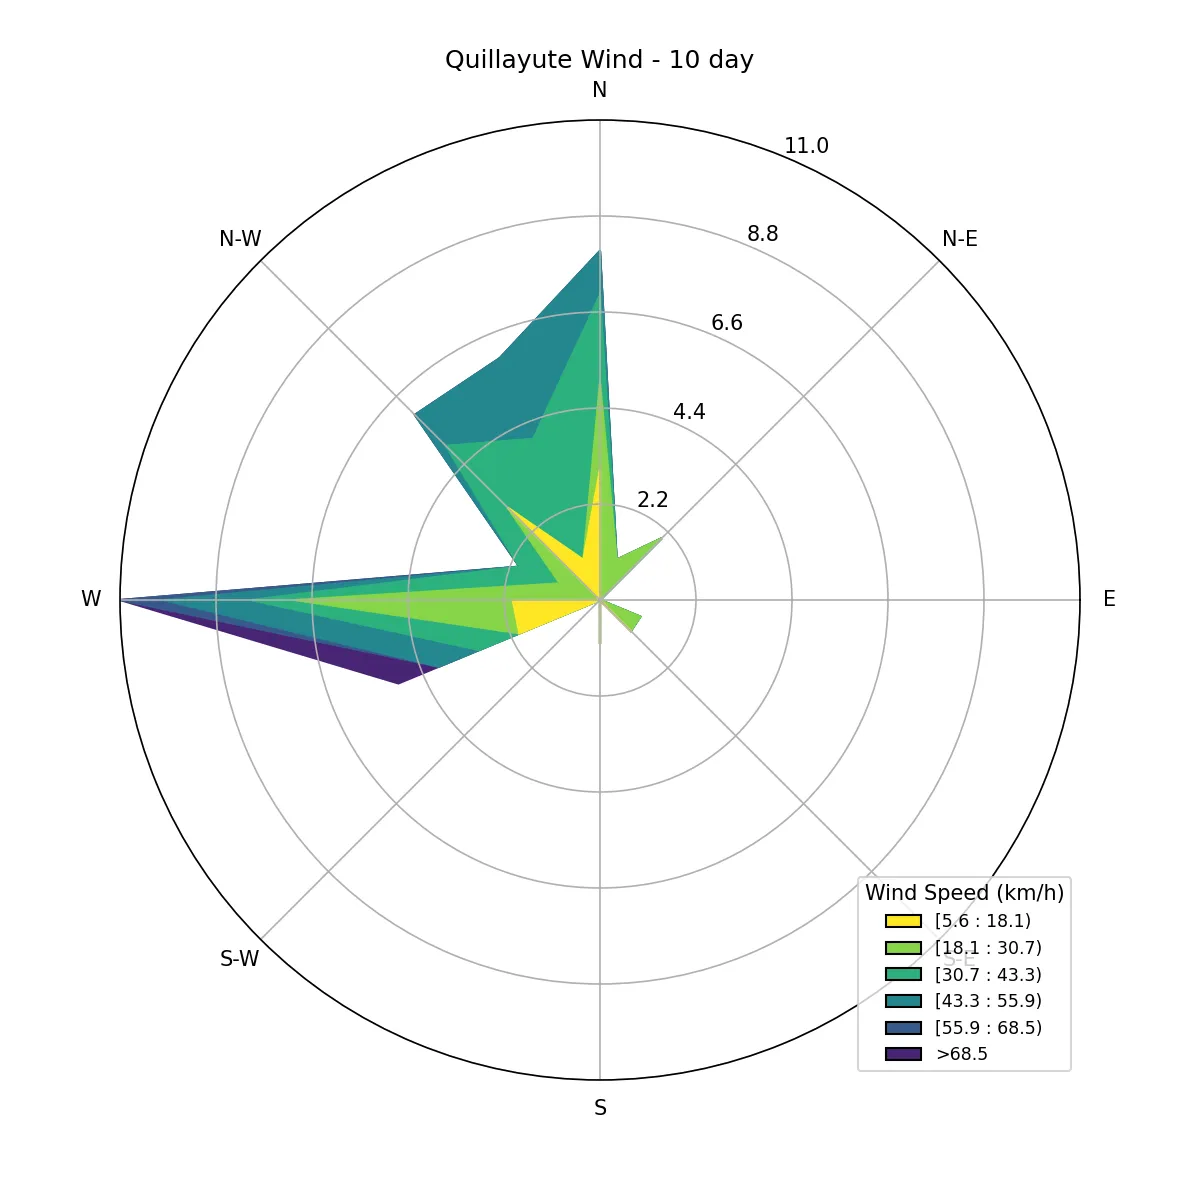 Quillayute Wind - 10 day
N
11.0
N-W
8.8
N-E
6.6
4.4
2.2
W
E
Wind Speed (km/h)
[5.6 : 18.1)
[18.1 : 30.7)
S-W
S-E
[30.7 : 43.3)
[43.3 : 55.9)
[55.9 : 68.5)
>68.5
S